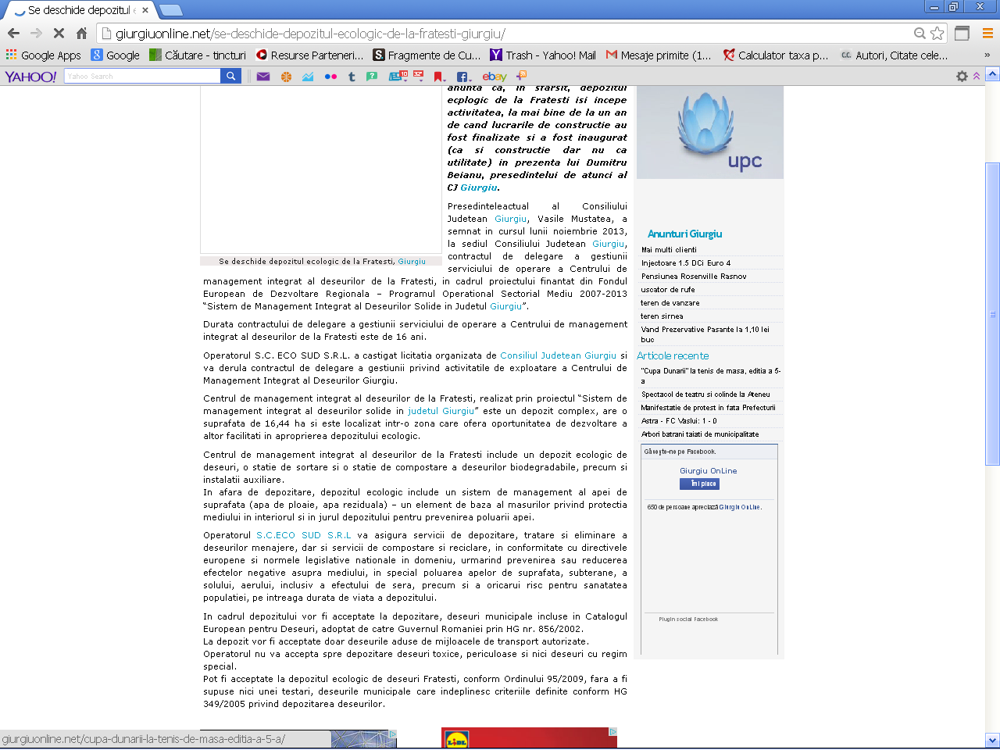 Se deschide depozitul e
giurgiuonline.net/se-deschide-depozitul-ecologic-de-la-fratesti-giurgiu/
Google Apps Google Căutare - tincturi Resurse Parteneri... Fragmente de Cu... Trash - Yahoo! Mail Mesaje primite (1... Calculator taxa p... Autori, Citate cele... »
YAHOO! Yahoo Search ebay
anunta ca, in sfarsit, depozitul
ecplogic de la Fratesti isi incepe
activitatea, la mai bine de la un an
de cand lucrarile de constructie au
fost finalizate si a fost inaugurat
(ca si constructie dar nu ca
utilitate) in prezenta lui Dumitru
Beianu, presedintelui de atunci al
CJ Giurgiu.
Presedinteleactual al Consiliului
Judetean Giurgiu, Vasile Mustatea, a
semnat in cursul lunii noiembrie 2013,
la sediul Consiliului Judetean Giurgiu,
contractul de delegare a gestiunii
serviciului de operare a Centrului de
Se deschide depozitul ecologic de la Fratesti, Giurgiu
management integrat al deseurilor de la Fratesti, in cadrul proiectului finantat din Fondul
European de Dezvoltare Regionala – Programul Operational Sectorial Mediu 2007-2013
"Sistem de Management Integrat al Deseurilor Solide in Judetul Giurgiu".
Durata contractului de delegare a gestiunii serviciului de operare a Centrului de management
integrat al deseurilor de la Fratesti este de 16 ani.
Operatorul S.C. ECO SUD S.R.L. a castigat licitatia organizata de Consiliul Judetean Giurgiu si
va derula contractul de delegare a gestiunii privind activitatile de exploatare a Centrului de
Management Integrat al Deseurilor Giurgiu.
Centrul de management integrat al deseurilor de la Fratesti, realizat prin proiectul "Sistem de
management integrat al deseurilor solide in judetul Giurgiu" este un depozit complex, are o
suprafata de 16,44 ha si este localizat intr-o zona care ofera oportunitatea de dezvoltare a
altor facilitati in aproprierea depozitului ecologic.
Centrul de management integrat al deseurilor de la Fratesti include un depozit ecologic de
deseuri, o statie de sortare si o statie de compostare a deseurilor biodegradabile, precum si
instalatii auxiliare.
In afara de depozitare, depozitul ecologic include un sistem de management al apei de
suprafata (apa de ploaie, apa reziduala) – un element de baza al masurilor privind protectia
mediului in interiorul si in jurul depozitului pentru prevenirea poluarii apei.
Operatorul S.C.ECO SUD S.R.L va asigura servicii de depozitare, tratare si eliminare a
deseurilor menajere, dar si servicii de compostare si reciclare, in conformitate cu directivele
europene si normele legislative nationale in domeniu, urmarind prevenirea sau reducerea
efectelor negative asupra mediului, in special poluarea apelor de suprafata, subterane, a
solului, aerului, inclusiv a efectului de sera, precum si a oricarui risc pentru sanatatea
populatiei, pe intreaga durata de viata a depozitului.
In cadrul depozitului vor fi acceptate la depozitare, deseuri municipale incluse in Catalogul
European pentru Deseuri, adoptat de catre Guvernul Romaniei prin HG nr. 856/2002.
La depozit vor fi acceptate doar deseurile aduse de mijloacele de transport autorizate.
Operatorul nu va accepta spre depozitare deseuri toxice, periculoase si nici deseuri cu regim
special.
Pot fi acceptate la depozitul ecologic de deseuri Fratesti, conform Ordinului 95/2009, fara a fi
supuse nici unei testari, deseurile municipale care indeplinesc criteriile definite conform HG
349/2005 privind depozitarea deseurilor.
upc
Anunturi Giurgiu
Mai multi clienti
Injectoare 1.5 DCi Euro 4
Pensiunea Rosenville Rasnov
uscator de rufe
teren de vanzare
teren sirnea
Vand Prezervative Pasante la 1,10 lei
buc
Articole recente
"Cupa Dunarii" la tenis de masa, editia a 5-
a
Spectacol de teatru si colinde la Ateneu
Manifestatie de protest in fata Prefecturii
Astra - FC Vaslui: 1 - 0
Arbori batrani taiati de municipalitate
Găseşte-ne pe Facebook.
Giurgiu OnLine
Îmi place
650 de persoane apreciază Giurgiu OnLine.
Plugin social Facebook
giurgiuonline.net/cupa-dunarii-la-tenis-de-masa-editia-a-5-a/
LIDL